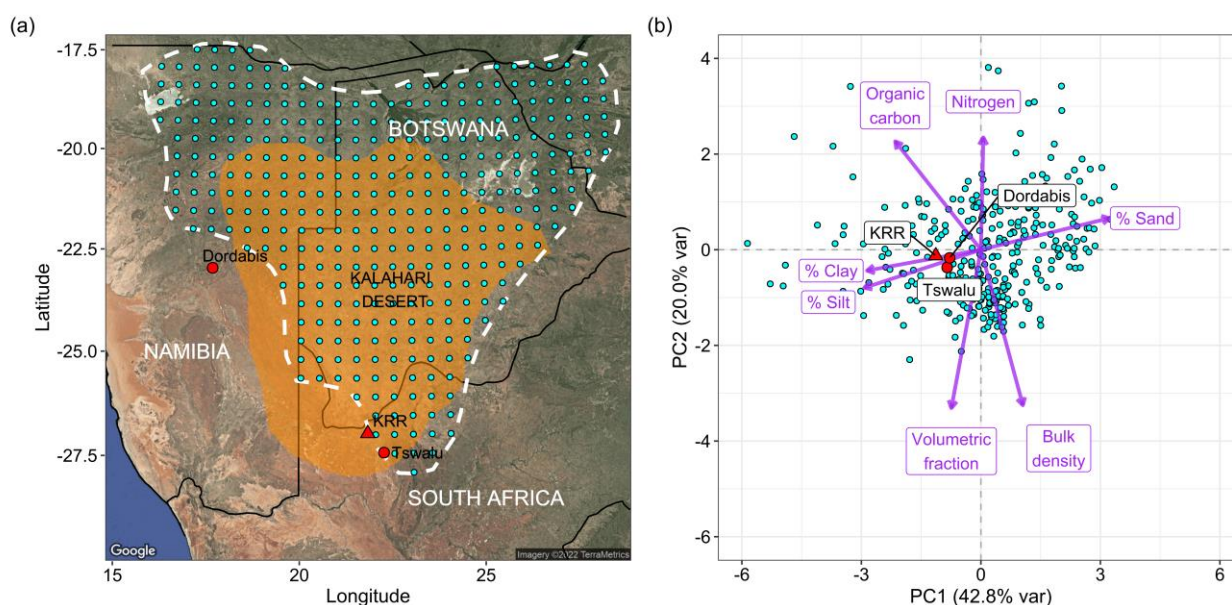 (a)
-17.5
-20.0
-22.5
-25.0
-27.5
Latitude
15
20
25
Longitude
BOTSWANA
Dordabis
KALAHARI
DESERT
NAMIBIA
KRR
Tswalu
SOUTH AFRICA
Google
Imagery ©2022 TerraMetrics
(b)
4
2
0
-2
-4
-6
PC2 (20.0% var)
-6
-3
0
3
6
PC1 (42.8% var)
Organic
carbon
Nitrogen
Dordabis
% Sand
KRR
% Clay
% Silt
Tswalu
Volumetric
fraction
Bulk
density